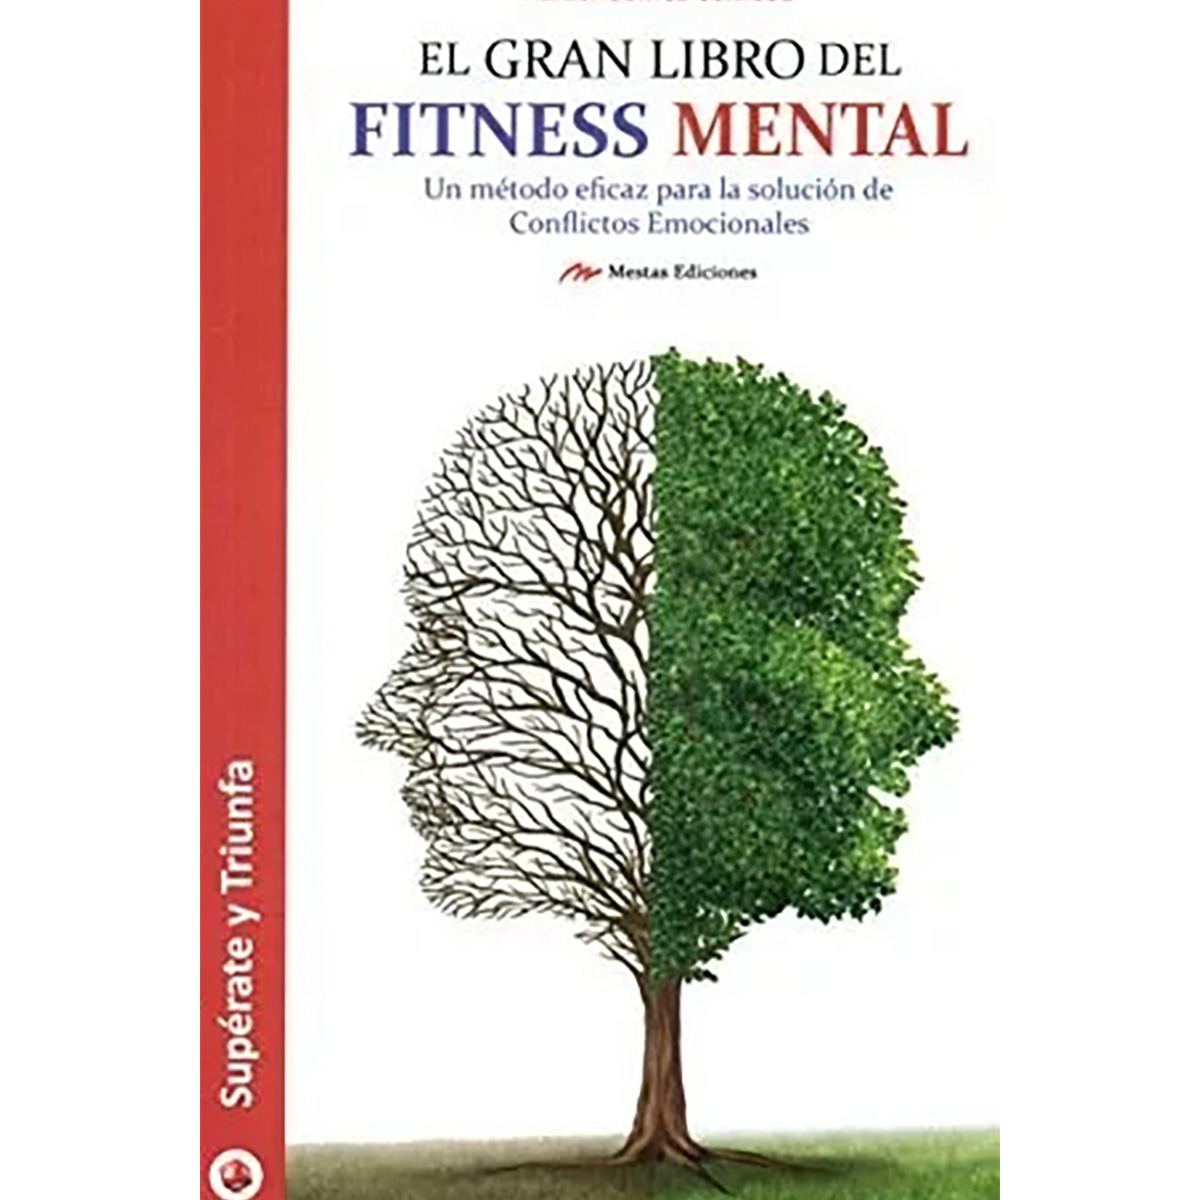 EL GRAN LIBRO DEL
FITNESS MENTAL
Un método eficaz para la solución de
Conflictos Emocionales
Mestas Ediciones
Supérate y Triunfa